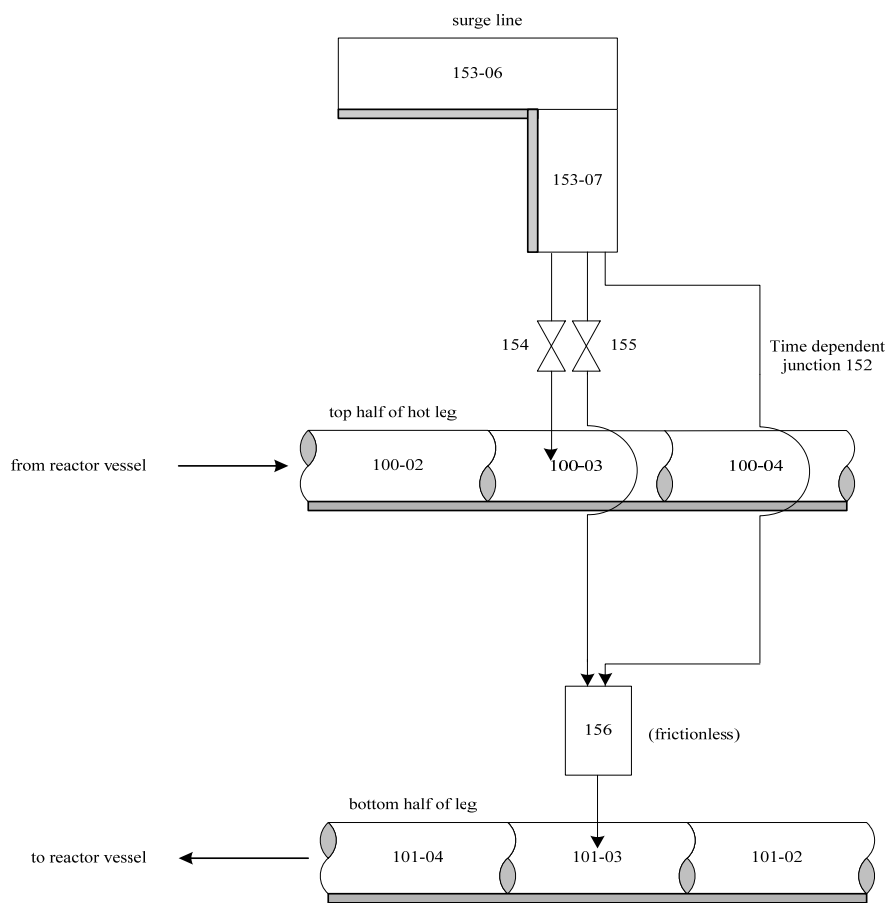 surge line
153-06
153-07
154
155
Time dependent
junction 152
top half of hot leg
from reactor vessel
100-02
100-03
100-04
156
(frictionless)
bottom half of leg
to reactor vessel
101-04
101-03
101-02